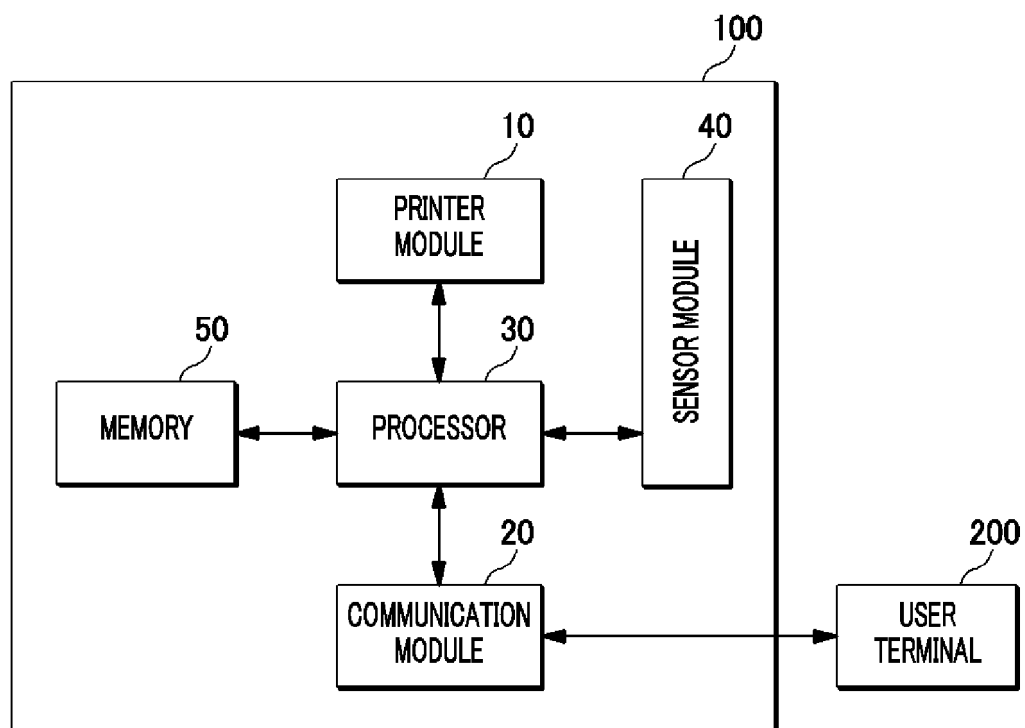 100
10
40
PRINTER
MODULE
SENSOR MODULE
50
30
MEMORY
PROCESSOR
20
200
COMMUNICATION
MODULE
USER
TERMINAL